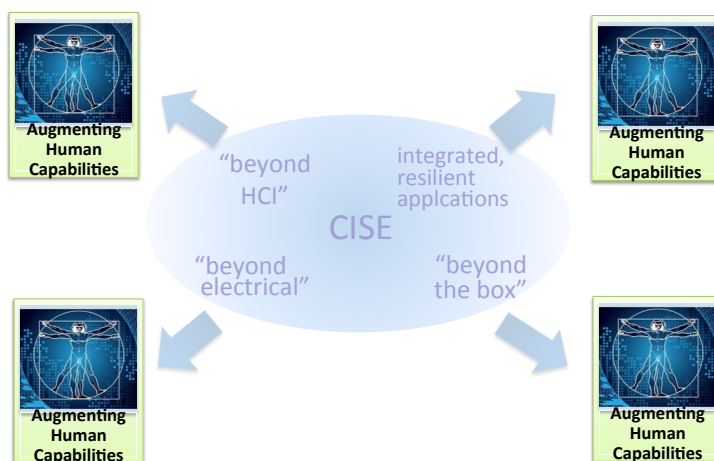 Augmenting
Human
Capabilities
Augmenting
Human
Capabilities
“beyond
HCI”
integrated,
resilient
applcations
CISE
“beyond
electrical”
“beyond
the box”
Augmenting
Human
Capabilities
Augmenting
Human
Capabilities